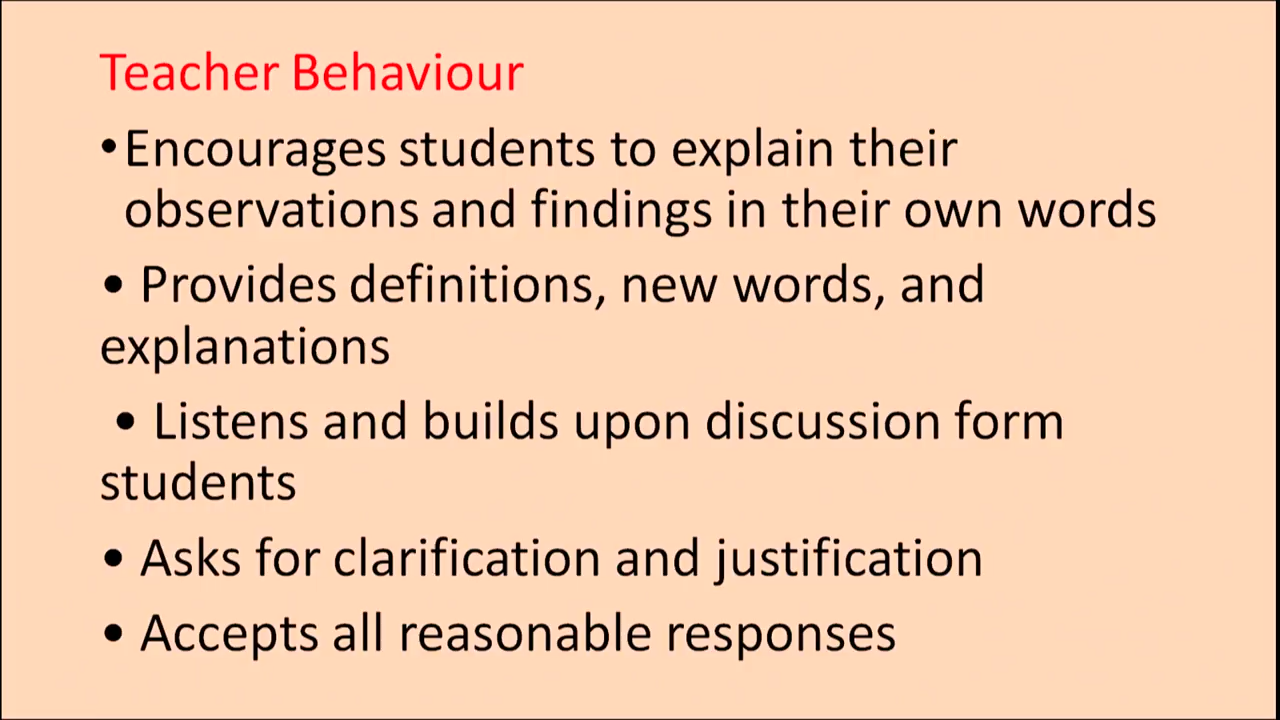 Teacher Behaviour
•Encourages students to explain their
observations and findings in their own words
• Provides definitions, new words, and
explanations
• Listens and builds upon discussion form
students
• Asks for clarification and justification
• Accepts all reasonable responses